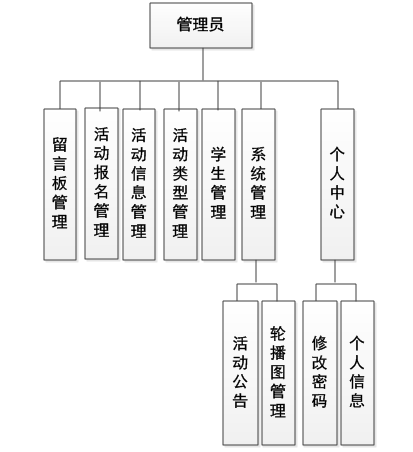 管理员
留言板管理
活动报名管理
活动信息管理
活动类型管理
学生管理
系统管理
个人中心
活动公告
轮播图管理
修改密码
个人信息